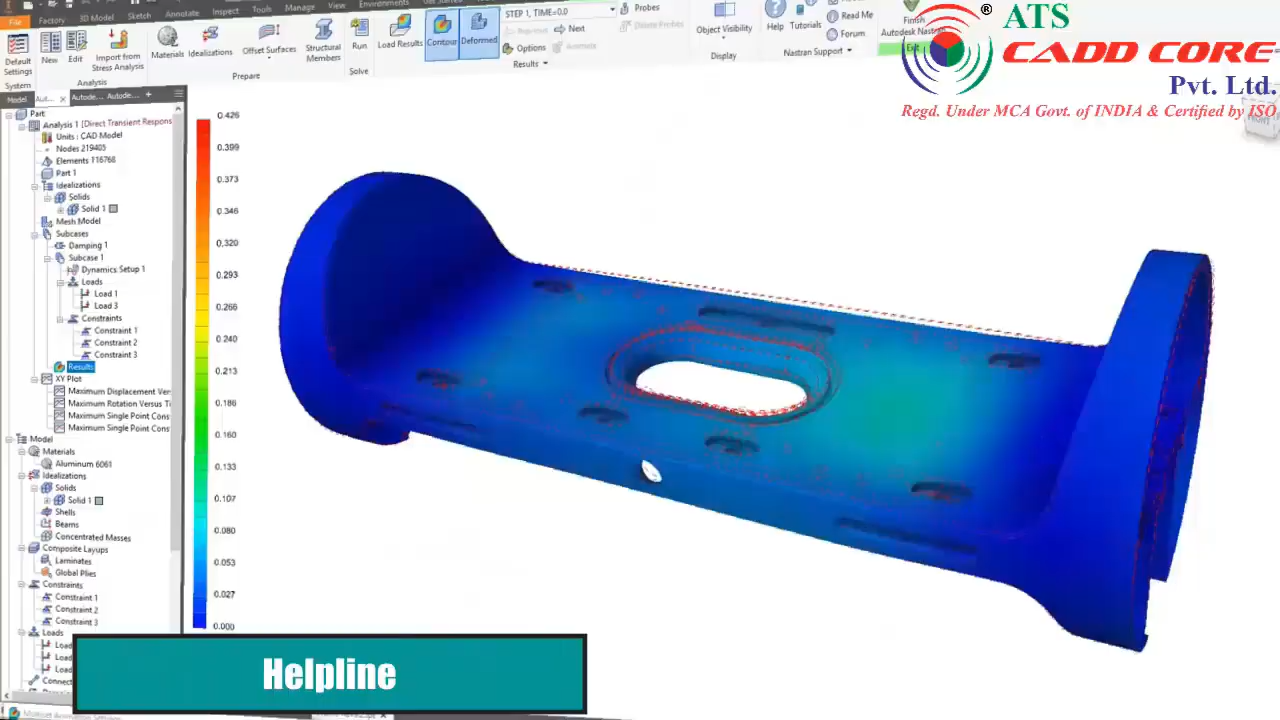 File
Factory
3D Model
Sketch
Annotate
Inspect
Tools
Manage
View
Environments
Default Settings
New
Edit
Import from Stress Analysis
Materials
Idealizations
Offset Surfaces
Structural Members
Run
Load Results
Contour
Deformed
STEP 1, TIME=0.0
Next
Options
Animate
Probes
Delete Probes
Object Visibility
Help
Tutorials
Read Me
Forum
Finish
Autodesk Nastran
Exit
System
Analysis
Prepare
Solve
Results
Display
Nastran Support
®
ATS
CADD CORE
Pvt. Ltd.
Regd. Under MCA Govt. of INDIA & Certified by ISO
FRONT
Model
Aut...
Autode...
Autode...
Part
Analysis 1 [Direct Transient Respons
Units : CAD Model
Nodes 219405
Elements 116768
Part 1
Idealizations
Solids
Solid 1
Mesh Model
Subcases
Damping 1
Subcase 1
Dynamics Setup 1
Loads
Load 1
Load 3
Constraints
Constraint 1
Constraint 2
Constraint 3
Results
XY Plot
Maximum Displacement Ver
Maximum Rotation Versus Ti
Maximum Single Point Cons
Maximum Single Point Cons
Model
Materials
Aluminum 6061
Idealizations
Solids
Solid 1
Shells
Beams
Concentrated Masses
Composite Layups
Laminates
Global Plies
Constraints
Constraint 1
Constraint 2
Constraint 3
Loads
Load
Load
Load
Connect
0.426
0.399
0.373
0.346
0.320
0.293
0.266
0.240
0.213
0.186
0.160
0.133
0.107
0.080
0.053
0.027
0.000
Helpline